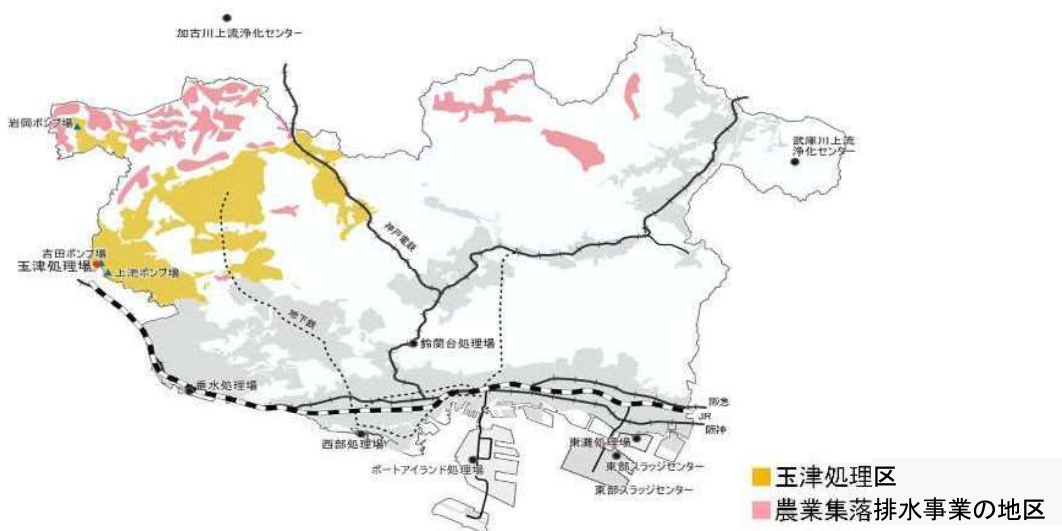 加古川上流浄化センター
岩岡ポンプ場
武庫川上流
浄化センター
神戸電鉄
吉田ポンプ場
玉津処理場
上池ポンプ場
地下鉄
鈴蘭台処理場
垂水処理場
阪急
JR
阪神
西部処理場
東灘処理場
ポートアイランド処理場
東部スラッジセンター
東部スラッジセンター
玉津処理区
農業集落排水事業の地区